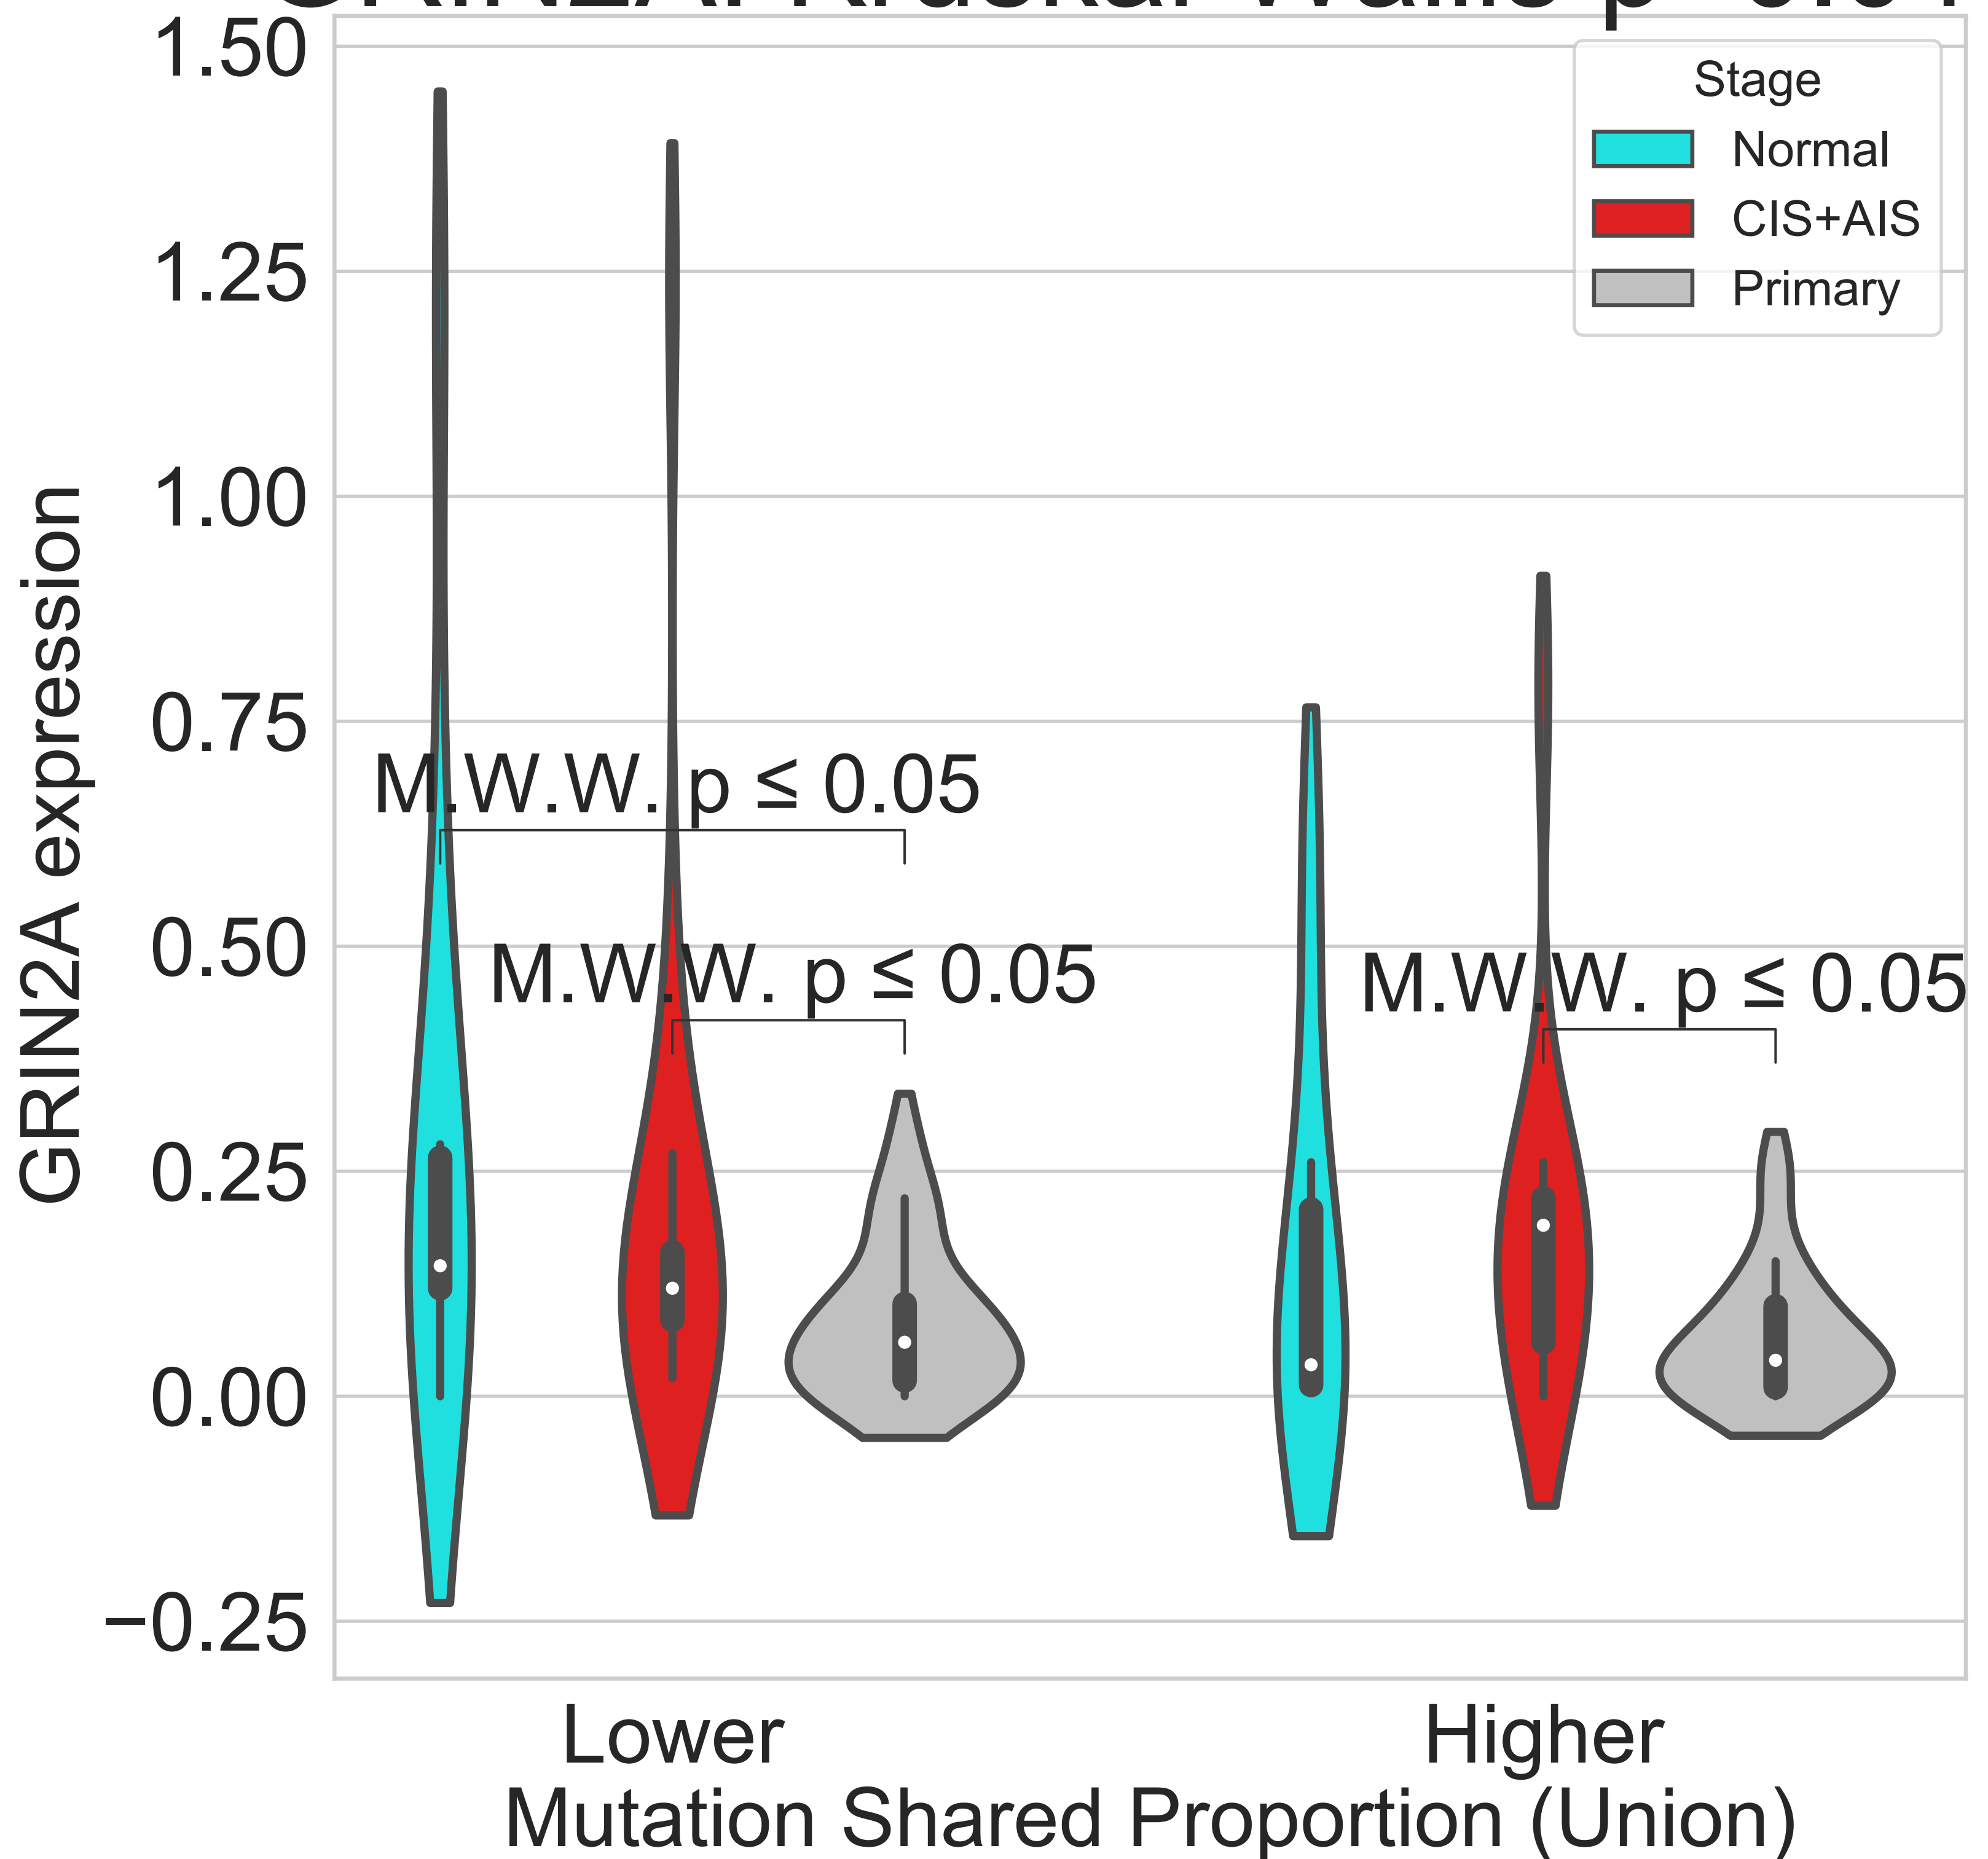 1.50
1.25
1.00
0.75
0.50
0.25
0.00
−0.25
GRIN2A expression
Stage
Normal
CIS+AIS
Primary
M.W.W. p ≤ 0.05
M.W.W. p ≤ 0.05
M.W.W. p ≤ 0.05
Lower
Higher
Mutation Shared Proportion (Union)